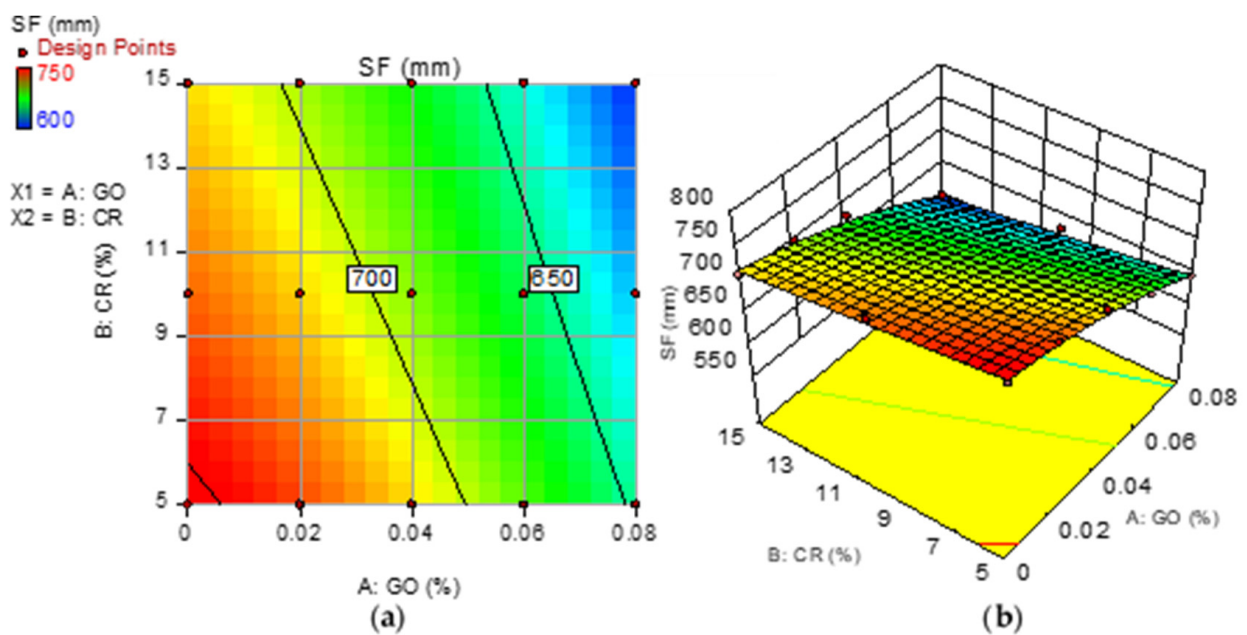 SF (mm)
Design Points
750
600
X1 = A: GO
X2 = B: CR
SF (mm)
15
13
11
9
7
5
B: CR (%)
700
650
0
0.02
0.04
0.06
0.08
A: GO (%)
(a)
800
750
700
650
600
550
SF (mm)
15
13
11
9
7
5
B: CR (%)
0
0.02
0.04
0.06
0.08
A: GO (%)
(b)